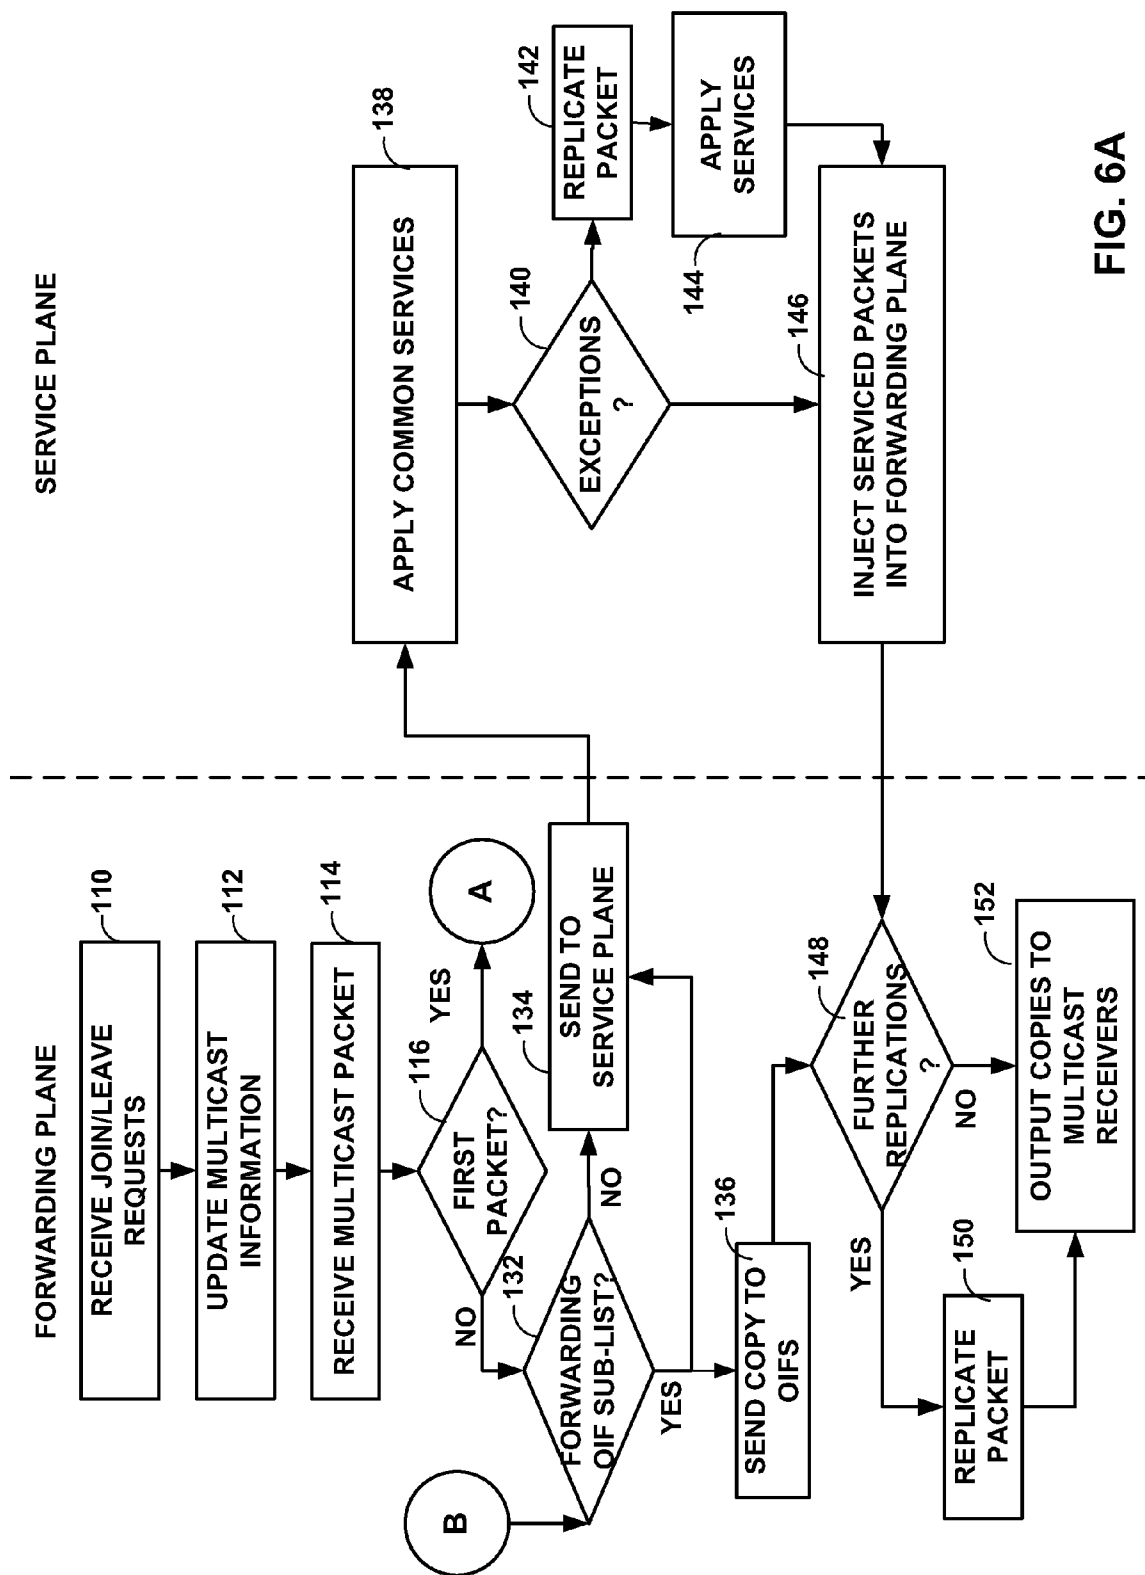 FORWARDING PLANE
SERVICE PLANE
110
RECEIVE JOIN/LEAVE
REQUESTS
112
UPDATE MULTICAST
INFORMATION
114
RECEIVE MULTICAST PACKET
116
FIRST
PACKET?
YES
A
NO
B
132
FORWARDING
OIF SUB-LIST?
NO
YES
134
SEND TO
SERVICE PLANE
136
SEND COPY TO
OIFS
138
APPLY COMMON SERVICES
140
EXCEPTIONS
?
142
REPLICATE
PACKET
144
APPLY
SERVICES
146
INJECT SERVICED PACKETS
INTO FORWARDING PLANE
148
FURTHER
REPLICATIONS
?
YES
NO
150
REPLICATE
PACKET
152
OUTPUT COPIES TO
MULTICAST
RECEIVERS
FIG. 6A